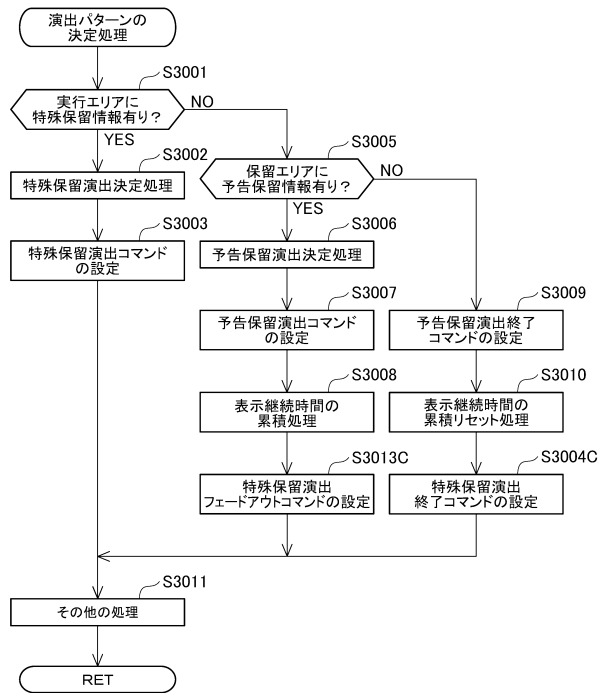 演出パターンの
決定処理
S3001
実行エリアに
特殊保留情報有り？
NO
YES
S3002
特殊保留演出決定処理
S3003
特殊保留演出コマンド
の設定
S3005
保留エリアに
予告保留情報有り？
NO
YES
S3006
予告保留演出決定処理
S3007
予告保留演出コマンド
の設定
S3008
表示継続時間の
累積処理
S3013C
特殊保留演出
フェードアウトコマンドの設定
S3009
予告保留演出終了
コマンドの設定
S3010
表示継続時間の
累積リセット処理
S3004C
特殊保留演出
終了コマンドの設定
S3011
その他の処理
RET